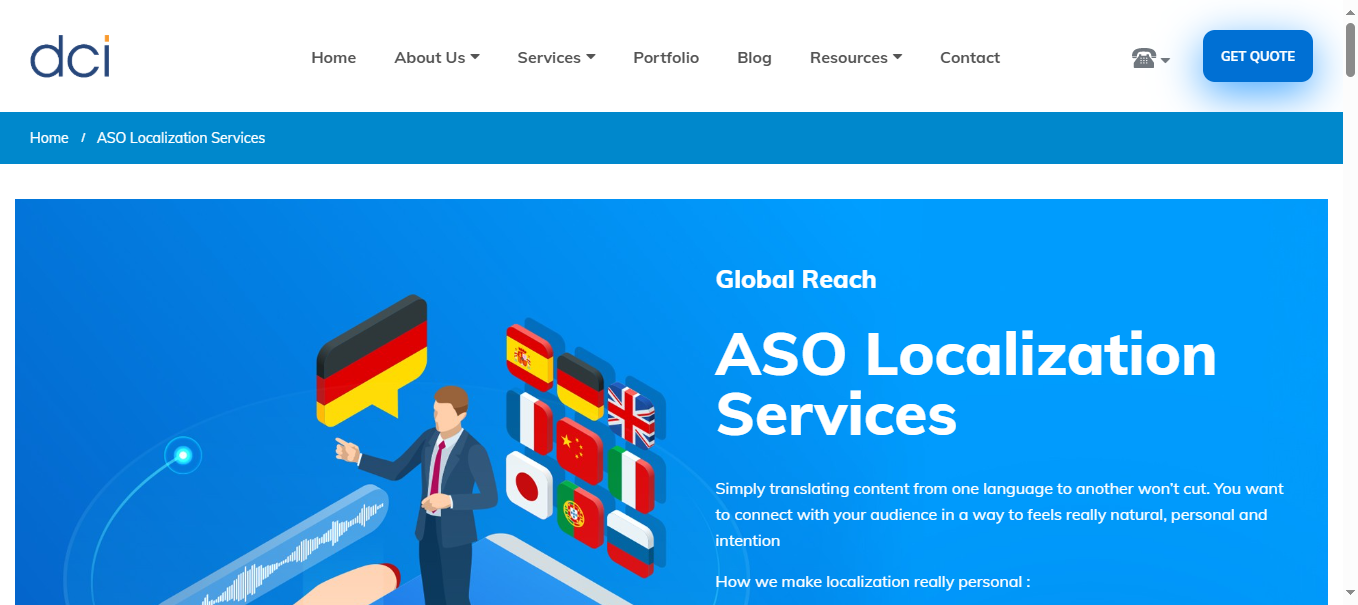 dci
Home About Us Services Portfolio Blog Resources Contact
GET QUOTE
Home / ASO Localization Services
Global Reach
ASO Localization
Services
Simply translating content from one language to another won't cut. You want
to connect with your audience in a way to feels really natural, personal and
intention
How we make localization really personal :